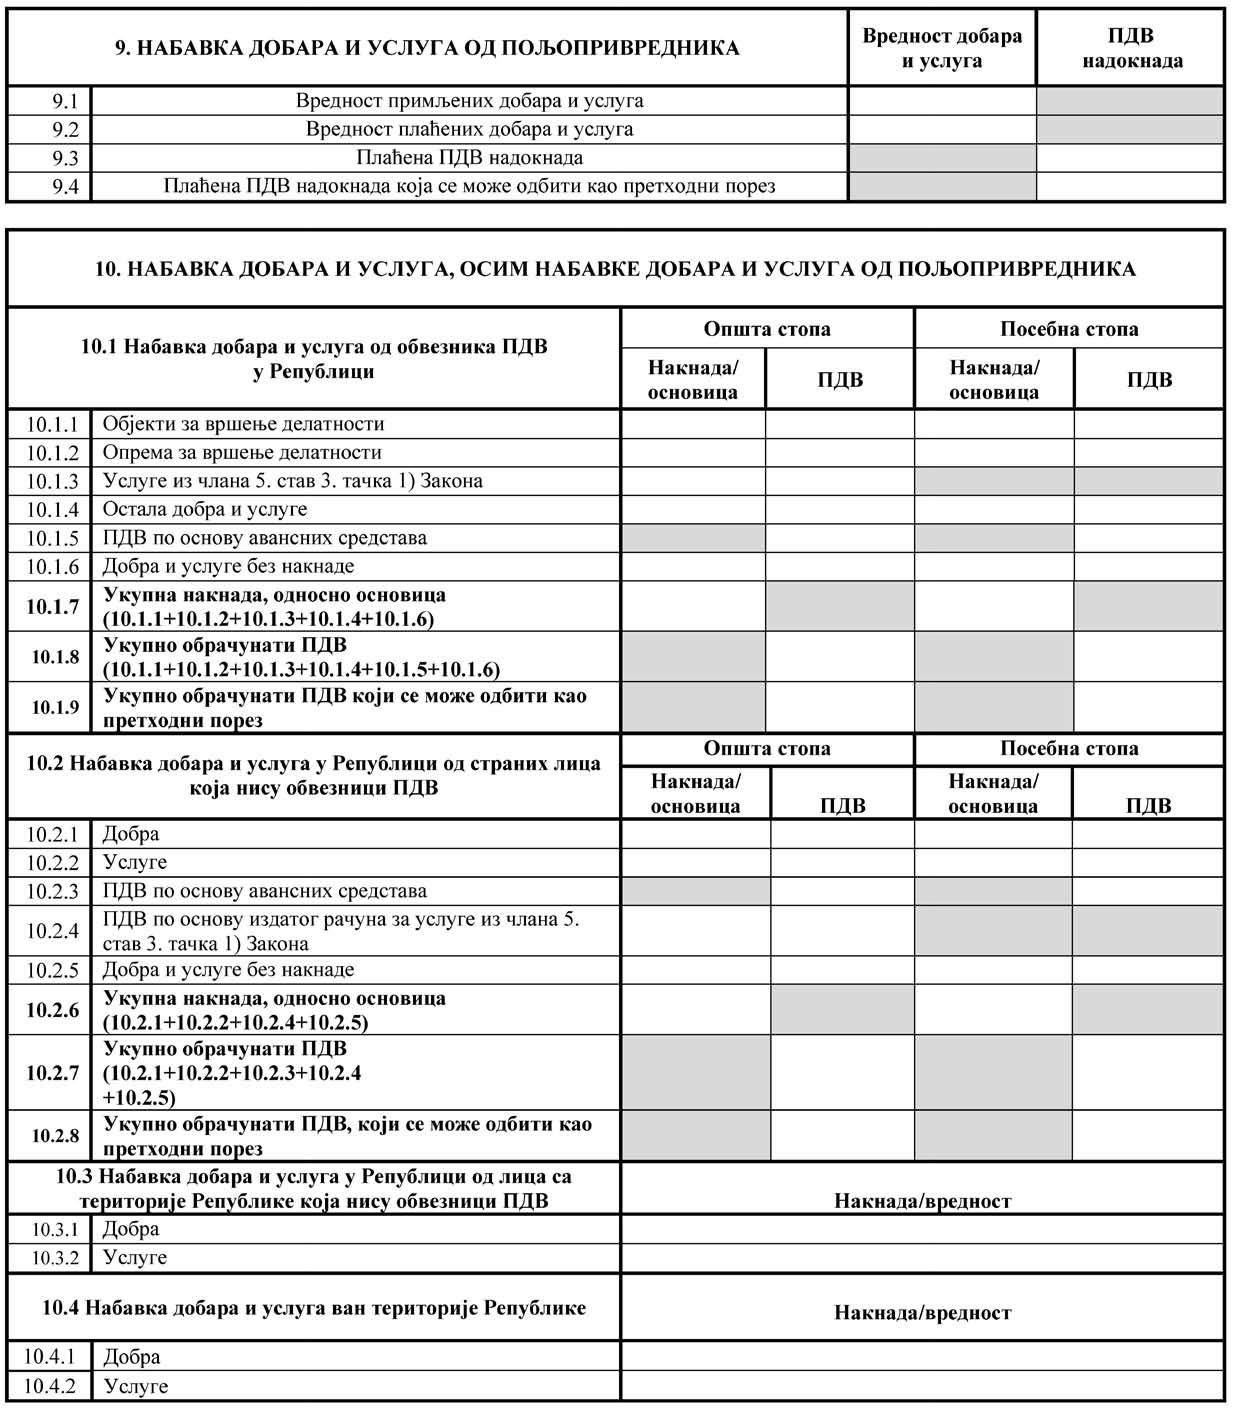 9. НАБАВКА ДОБАРА И УСЛУГА ОД ПОЉОПРИВРЕДНИКА
Вредност добара
и услуга
ПДВ
надокнада
9.1 Вредност примљених добара и услуга
9.2 Вредност плаћених добара и услуга
9.3 Плаћена ПДВ надокнада
9.4 Плаћена ПДВ надокнада која се може одбити као претходни порез
10. НАБАВКА ДОБАРА И УСЛУГА, ОСИМ НАБАВКЕ ДОБАРА И УСЛУГА ОД ПОЉОПРИВРЕДНИКА
10.1 Набавка добара и услуга од обвезника ПДВ
у Републици
Општа стопа
Посебна стопа
Накнада/
основица
ПДВ
Накнада/
основица
ПДВ
10.1.1 Објекти за вршење делатности
10.1.2 Опрема за вршење делатности
10.1.3 Услуге из члана 5. став 3. тачка 1) Закона
10.1.4 Остала добра и услуге
10.1.5 ПДВ по основу авансних средстава
10.1.6 Добра и услуге без накнаде
10.1.7 Укупна накнада, односно основица
(10.1.1+10.1.2+10.1.3+10.1.4+10.1.6)
10.1.8 Укупно обрачунати ПДВ
(10.1.1+10.1.2+10.1.3+10.1.4+10.1.5+10.1.6)
10.1.9 Укупно обрачунати ПДВ који се може одбити као
претходни порез
10.2 Набавка добара и услуга у Републици од страних лица
која нису обвезници ПДВ
Општа стопа
Посебна стопа
Накнада/
основица
ПДВ
Накнада/
основица
ПДВ
10.2.1 Добра
10.2.2 Услуге
10.2.3 ПДВ по основу авансних средстава
10.2.4 ПДВ по основу издатог рачуна за услуге из члана 5.
став 3. тачка 1) Закона
10.2.5 Добра и услуге без накнаде
10.2.6 Укупна накнада, односно основица
(10.2.1+10.2.2+10.2.4+10.2.5)
10.2.7 Укупно обрачунати ПДВ
(10.2.1+10.2.2+10.2.3+10.2.4
+10.2.5)
10.2.8 Укупно обрачунати ПДВ, који се може одбити као
претходни порез
10.3 Набавка добара и услуга у Републици од лица са
територије Републике која нису обвезници ПДВ
Накнада/вредност
10.3.1 Добра
10.3.2 Услуге
10.4 Набавка добара и услуга ван територије Републике
Накнада/вредност
10.4.1 Добра
10.4.2 Услуге